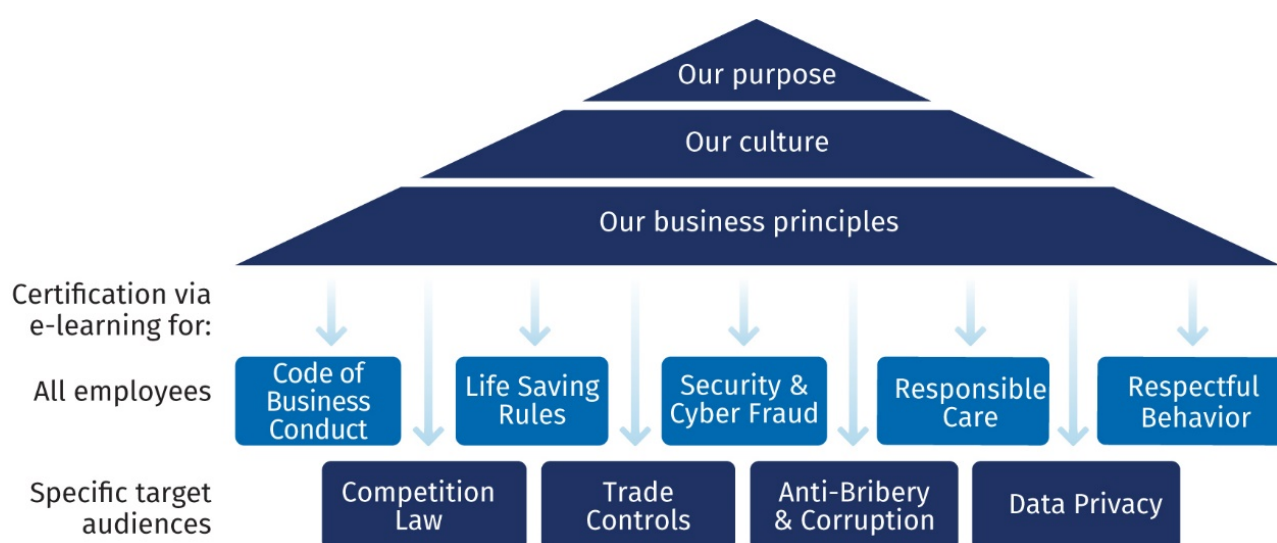 Our purpose
Our culture
Our business principles
Certification via
e-learning for:
All employees
Code of
Business
Conduct
Life Saving
Rules
Security &
Cyber Fraud
Responsible
Care
Respectful
Behavior
Specific target
audiences
Competition
Law
Trade
Controls
Anti-Bribery
& Corruption
Data Privacy